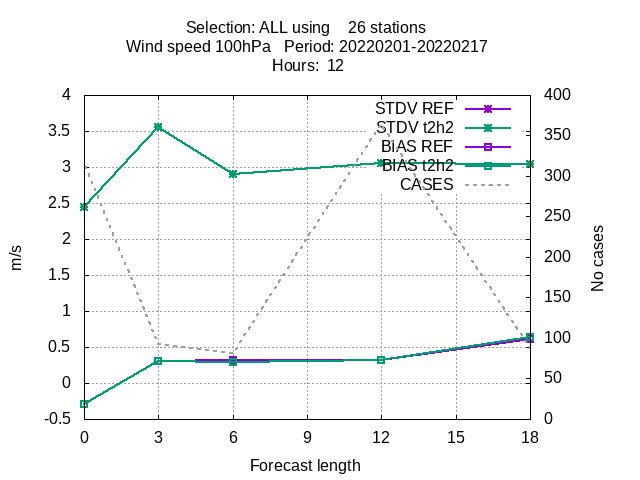 Selection: ALL using 26 stations
Wind speed 100hPa Period: 20220201-20220217
Hours: 12
STDV REF
STDV t2h2
BIAS REF
BIAS t2h2
CASES
4
3.5
3
2.5
2
1.5
1
0.5
0
-0.5
400
350
300
250
200
150
100
50
0
m/s
No cases
0 3 6 9 12 15 18
Forecast length